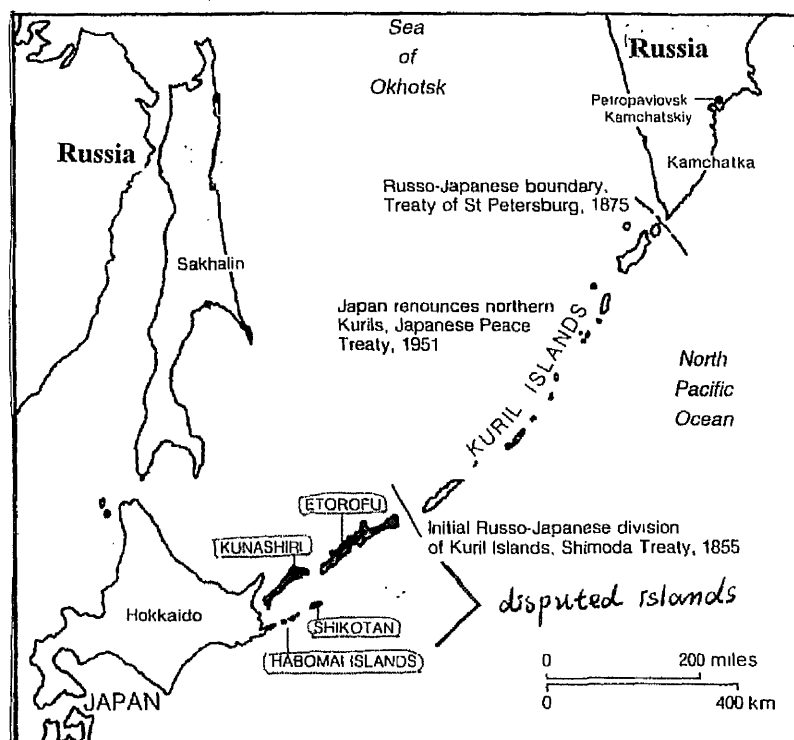 Sea
of
Okhotsk
Russia
Petropavlovsk
Kamchatskiy
Kamchatka
Russia
Russo-Japanese boundary,
Treaty of St Petersburg, 1875
Sakhalin
Japan renounces northern
Kurils, Japanese Peace
Treaty, 1951
KURIL ISLANDS
North
Pacific
Ocean
ETOROFU
KUNASHIRI
Initial Russo-Japanese division
of Kuril Islands, Shimoda Treaty, 1855
disputed islands
Hokkaido
SHIKOTAN
HABOMAI ISLANDS
JAPAN
0 200 miles
0 400 km